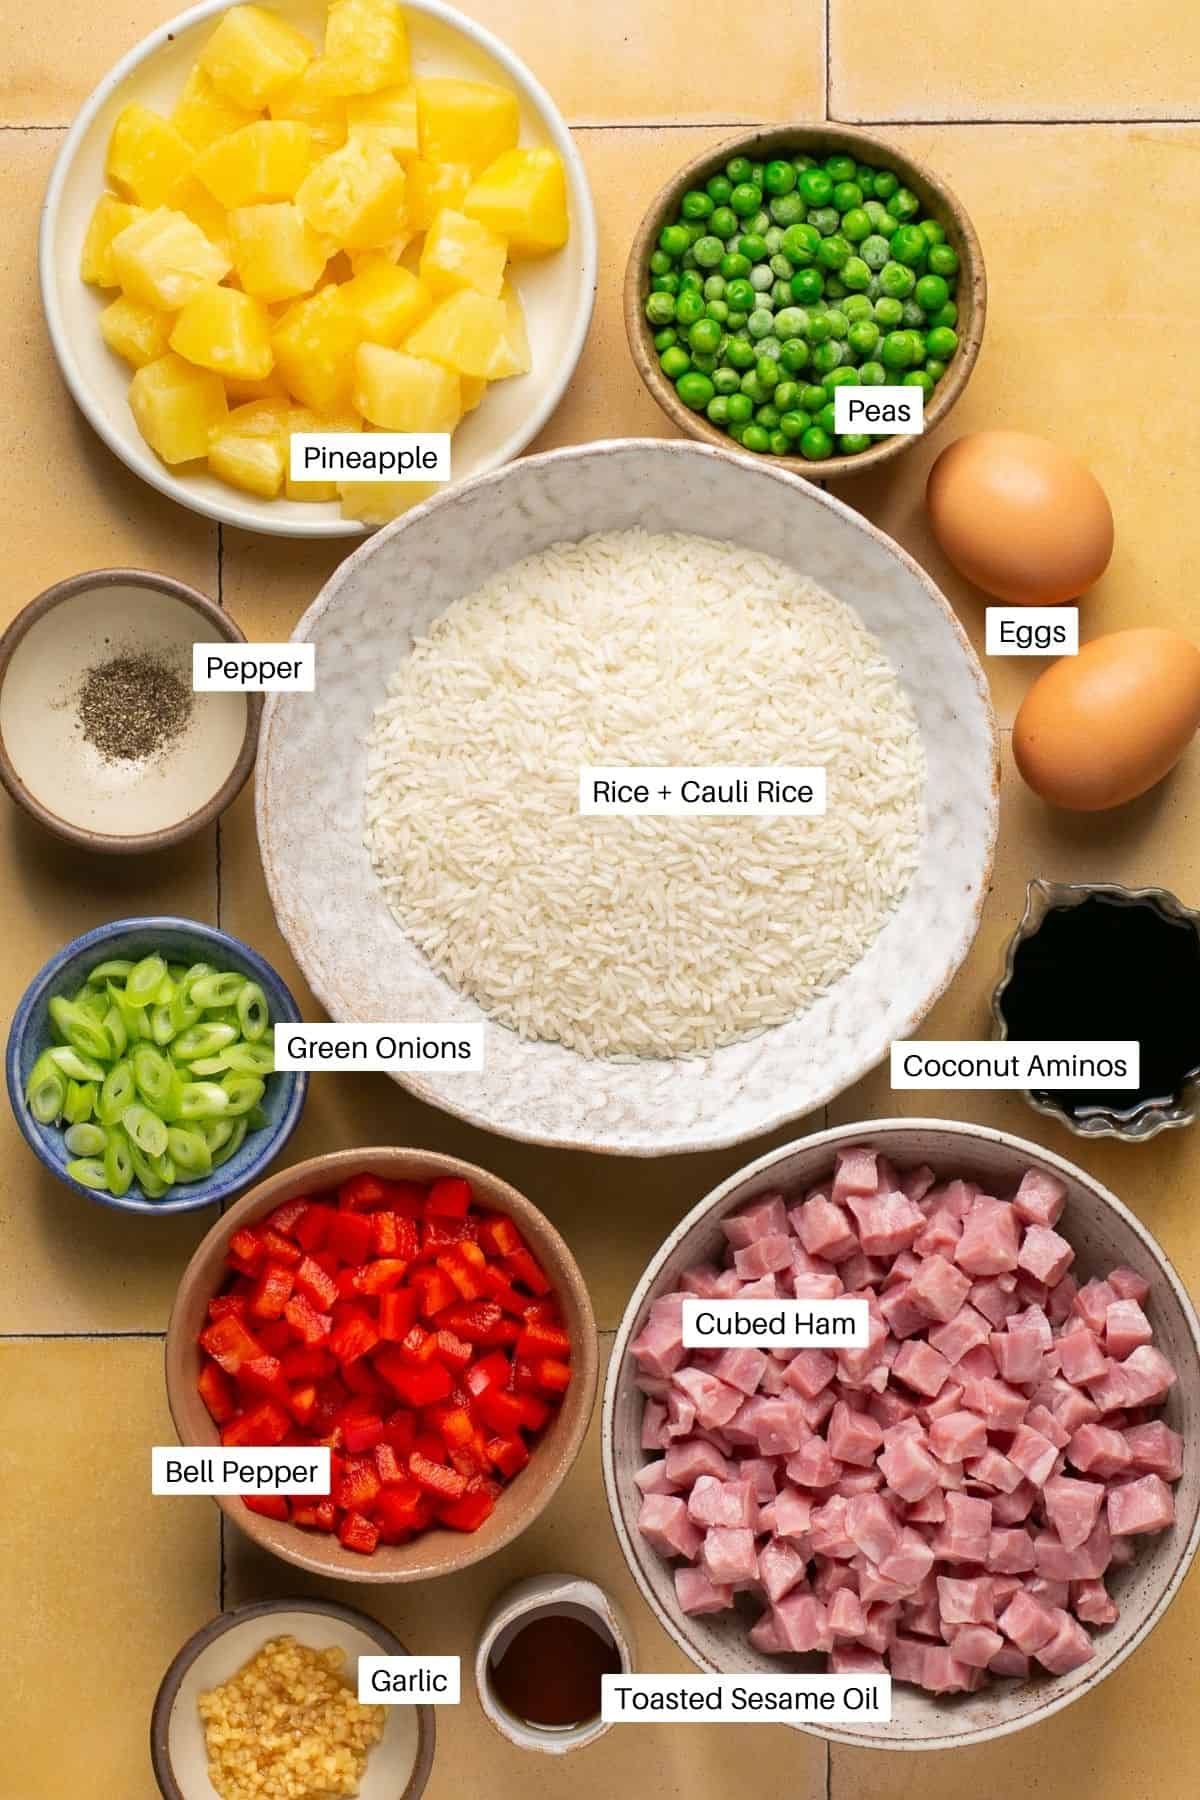 Pineapple
Peas
Eggs
Pepper
Rice + Cauli Rice
Green Onions
Coconut Aminos
Cubed Ham
Bell Pepper
Garlic
Toasted Sesame Oil